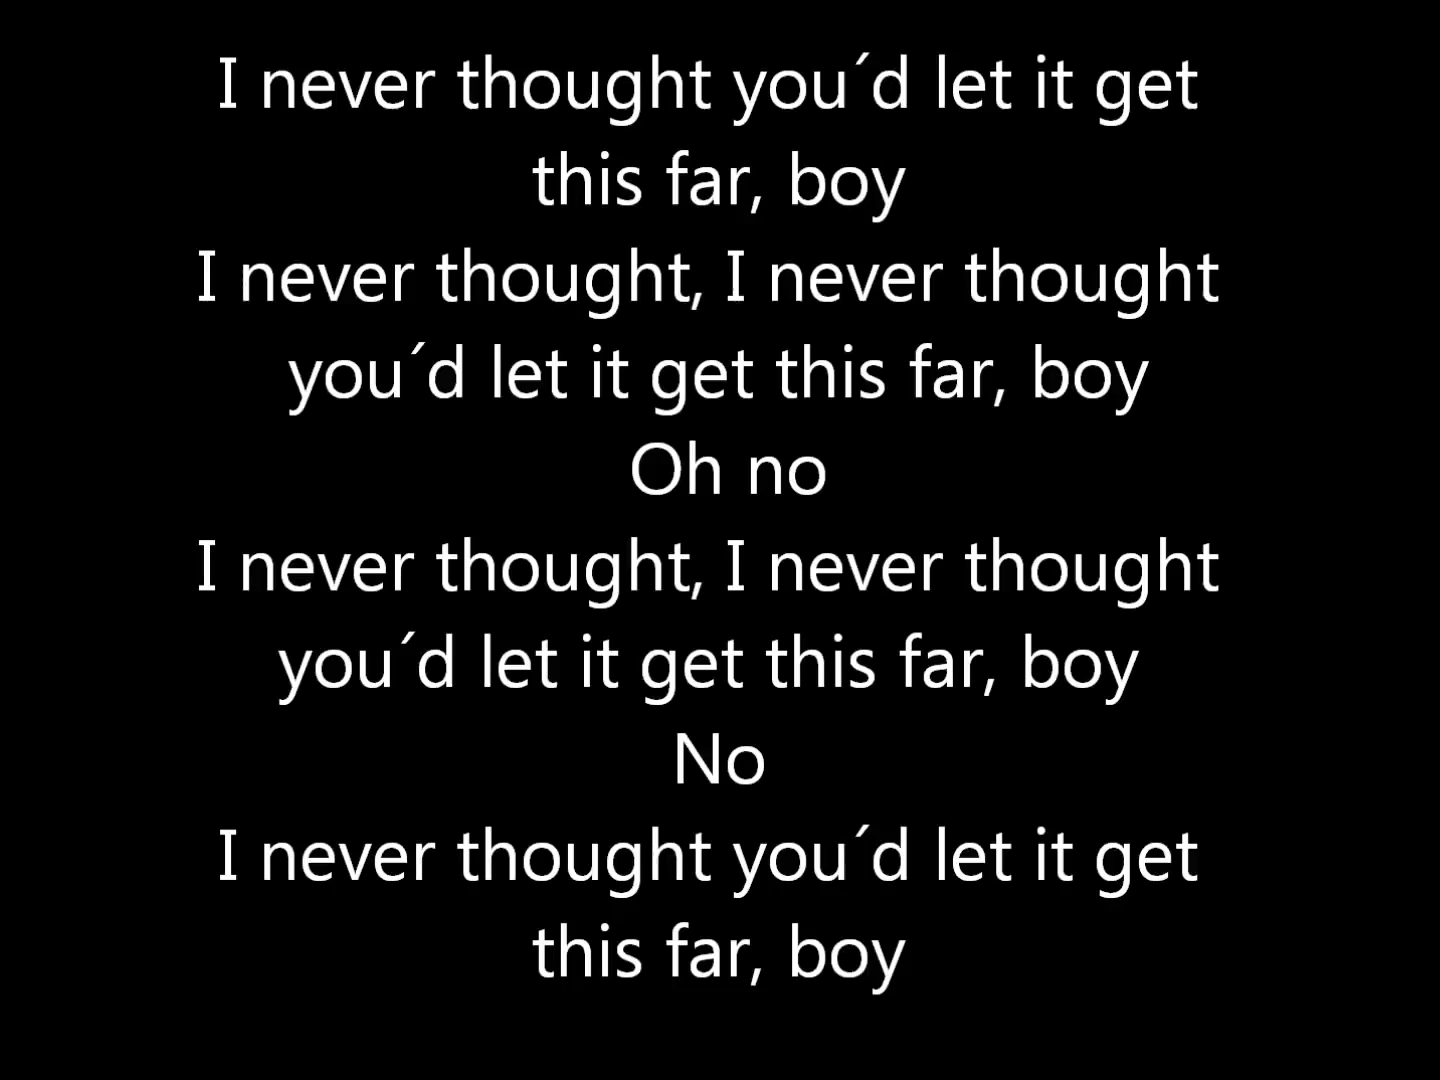 I never thought you´d let it get
this far, boy
I never thought, I never thought
you´d let it get this far, boy
Oh no
I never thought, I never thought
you´d let it get this far, boy
No
I never thought you´d let it get
this far, boy